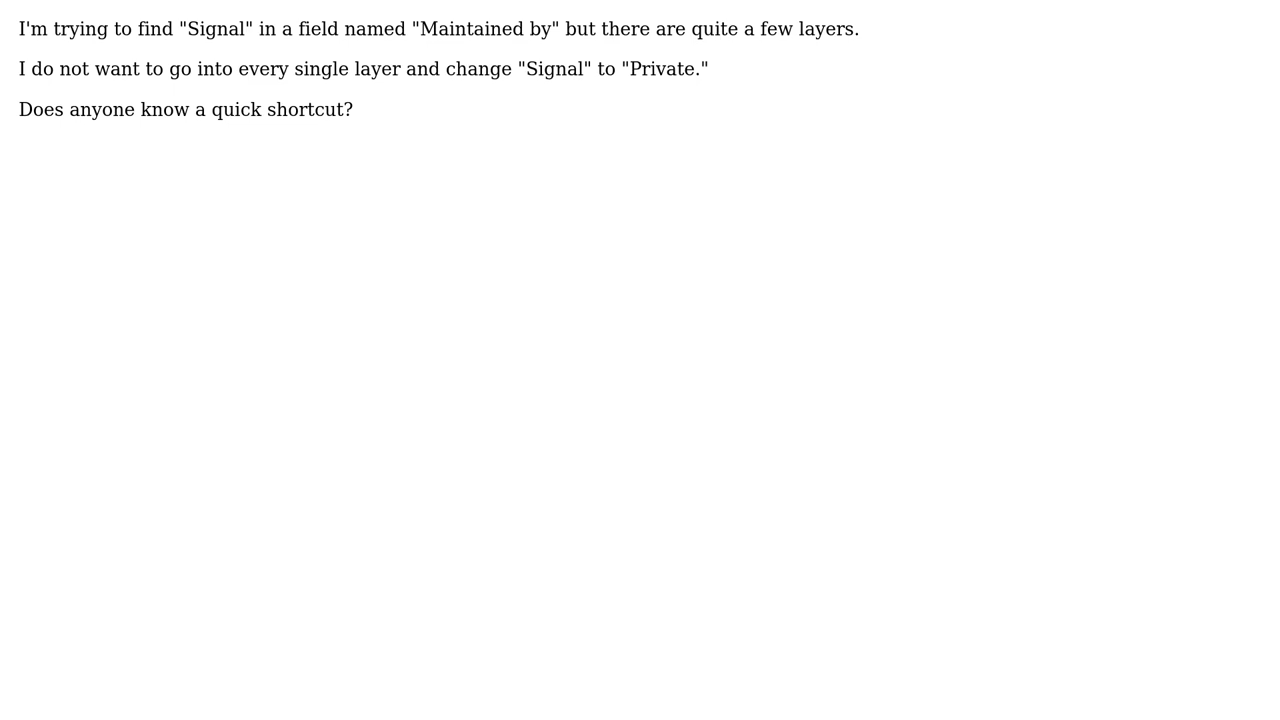 I'm trying to find "Signal" in a field named "Maintained by" but there are quite a few layers.
I do not want to go into every single layer and change "Signal" to "Private."
Does anyone know a quick shortcut?